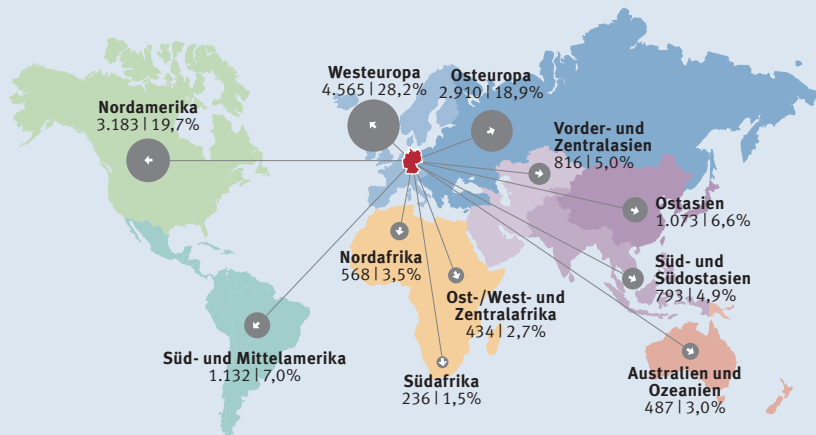 Westeuropa
4.565 | 28,2%
Osteuropa
2.910 | 18,9%
Nordamerika
3.183 | 19,7%
Vorder- und
Zentralasien
816 | 5,0%
Ostasien
1.073 | 6,6%
Nordafrika
568 | 3,5%
Süd- und
Südostasien
793 | 4,9%
Ost-/West- und
Zentralafrika
434 | 2,7%
Süd- und Mittelamerika
1.132 | 7,0%
Südafrika
236 | 1,5%
Australien und
Ozeanien
487 | 3,0%